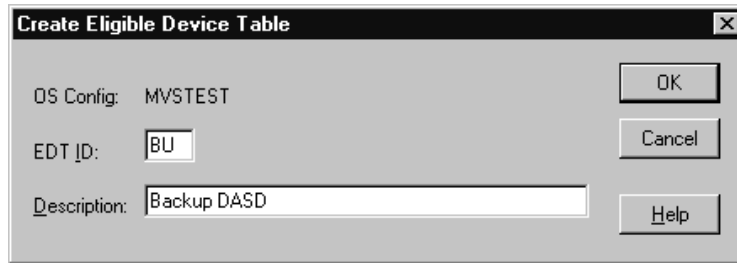 Create Eligible Device Table
OS Config: MVSTEST
OK
EDT ID: BU
Cancel
Description: Backup DASD
Help